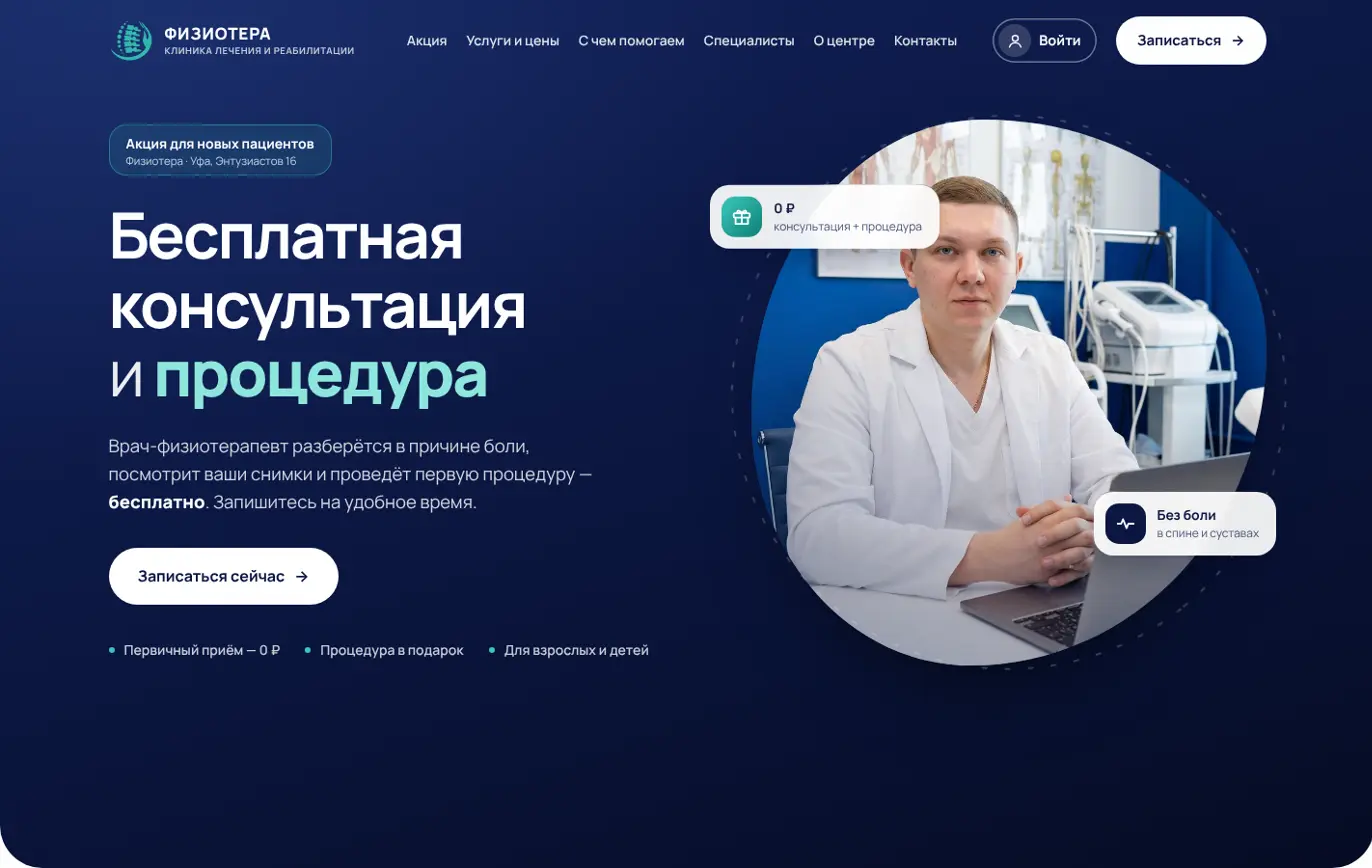 ФИЗИОТЕРА
КЛИНИКА ЛЕЧЕНИЯ И РЕАБИЛИТАЦИИ
Акция
Услуги и цены
С чем помогаем
Специалисты
О центре
Контакты
Войти
Записаться →
Акция для новых пациентов
Физиотера · Уфа, Энтузиастов 16
Бесплатная
консультация
и процедура
Врач-физиотерапевт разберётся в причине боли,
посмотрит ваши снимки и проведёт первую процедуру —
бесплатно. Запишитесь на удобное время.
Записаться сейчас →
Первичный приём — 0 ₽
Процедура в подарок
Для взрослых и детей
0 ₽
консультация + процедура
Без боли
в спине и суставах